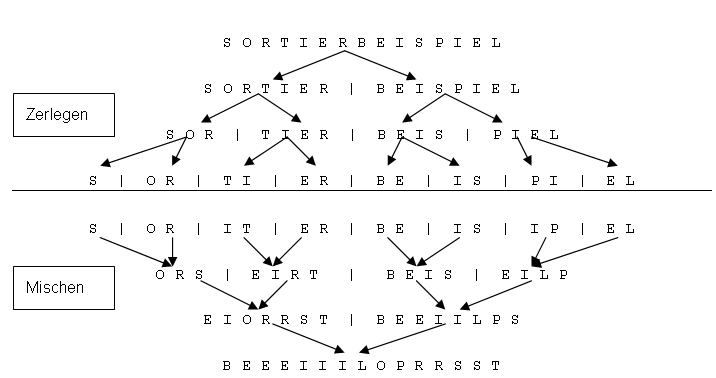 S O R T I E R B E I S P I E L
S O R T I E R | B E I S P I E L
Zerlegen
S O R | T I E R | B E I S | P I E L
S | O R | T I | E R | B E | I S | P I | E L
S | O R | I T | E R | B E | I S | I P | E L
O R S | E I R T | B E I S | E I L P
Mischen
E I O R R S T | B E E I I L P S
B E E E I I I L O P R R S S T